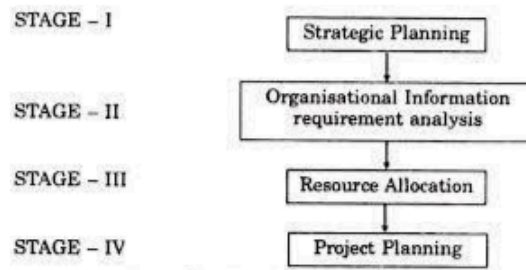 STAGE – I
Strategic Planning
STAGE – II
Organisational Information
requirement analysis
STAGE – III
Resource Allocation
STAGE – IV
Project Planning